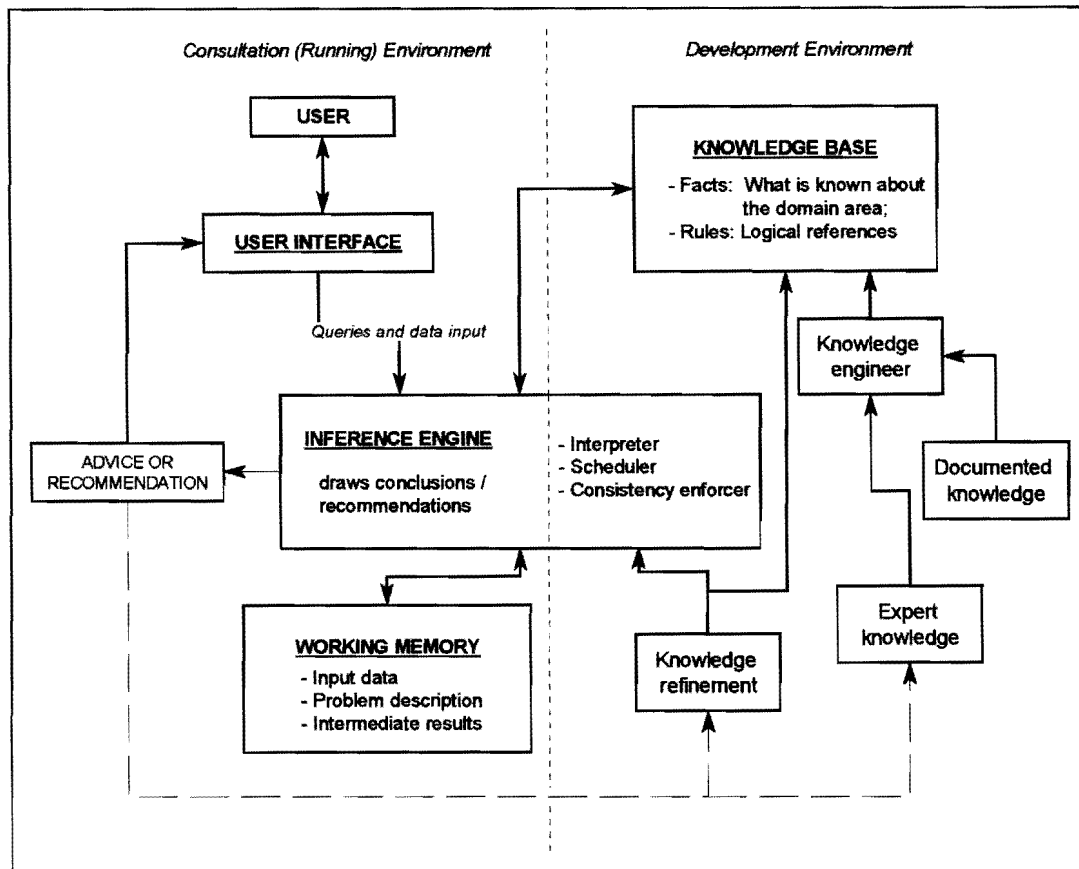 Consultation (Running) Environment
Development Environment
USER
USER INTERFACE
Queries and data input
KNOWLEDGE BASE
- Facts: What is known about
the domain area;
- Rules: Logical references
Knowledge
engineer
Documented
knowledge
INFERENCE ENGINE
draws conclusions /
recommendations
- Interpreter
- Scheduler
- Consistency enforcer
ADVICE OR
RECOMMENDATION
WORKING MEMORY
- Input data
- Problem description
- Intermediate results
Knowledge
refinement
Expert
knowledge